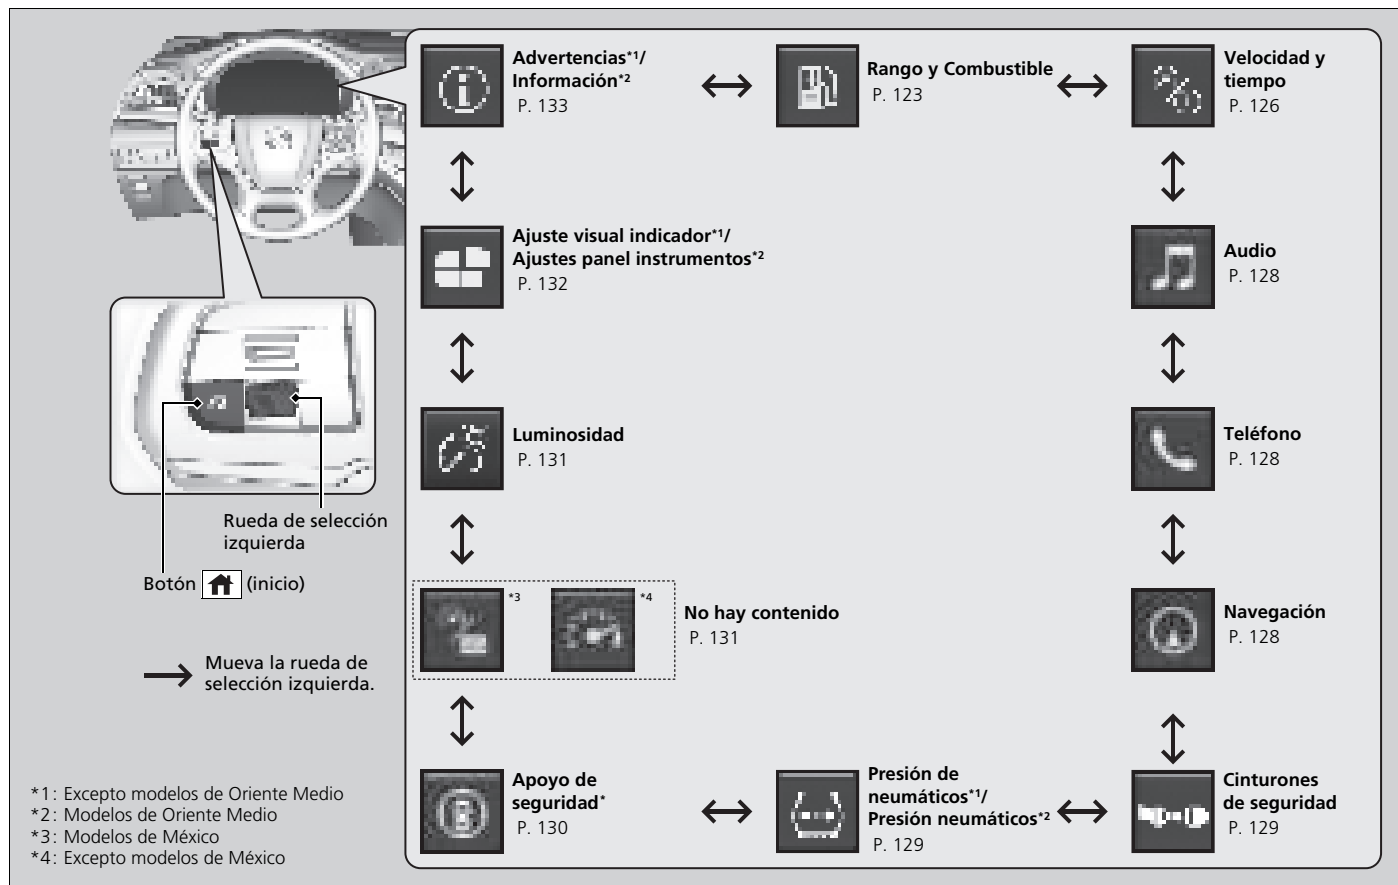 Advertencias*1/
Información*2
P. 133
Rango y Combustible
P. 123
Velocidad y
tiempo
P. 126
Ajuste visual indicador*1/
Ajustes panel instrumentos*2
P. 132
Audio
P. 128
Luminosidad
P. 131
Teléfono
P. 128
Rueda de selección
izquierda
Botón (inicio)
*3
*4
No hay contenido
P. 131
Navegación
P. 128
Mueva la rueda de
selección izquierda.
Apoyo de
seguridad*
P. 130
Presión de
neumáticos*1/
Presión neumáticos*2
P. 129
Cinturones
de seguridad
P. 129
*1: Excepto modelos de Oriente Medio
*2: Modelos de Oriente Medio
*3: Modelos de México
*4: Excepto modelos de México